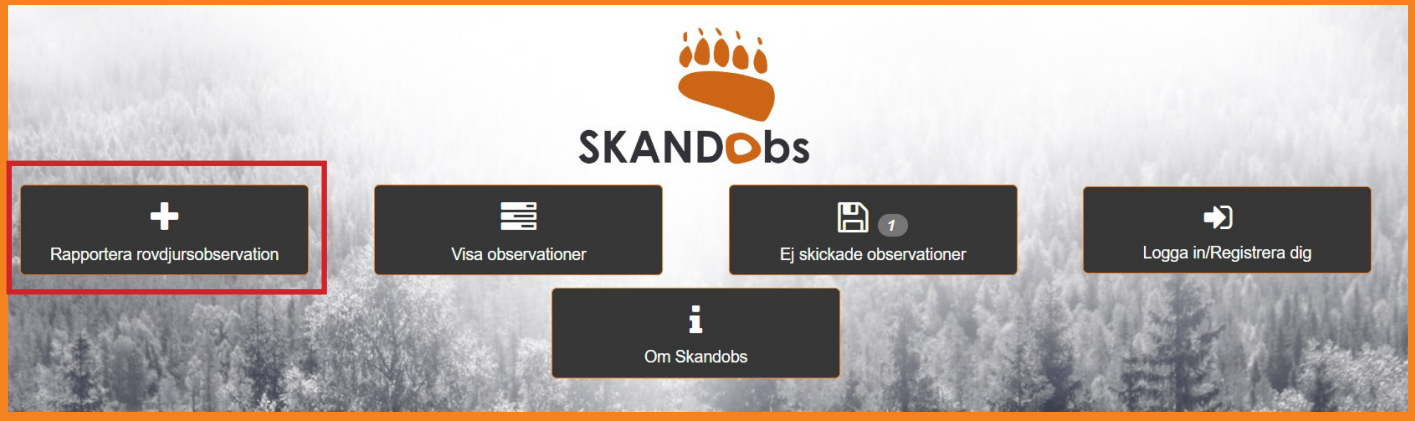 SKANDObs
Rapportera rovdjursobservation
Visa observationer
1
Ej skickade observationer
Logga in/Registrera dig
Om Skandobs